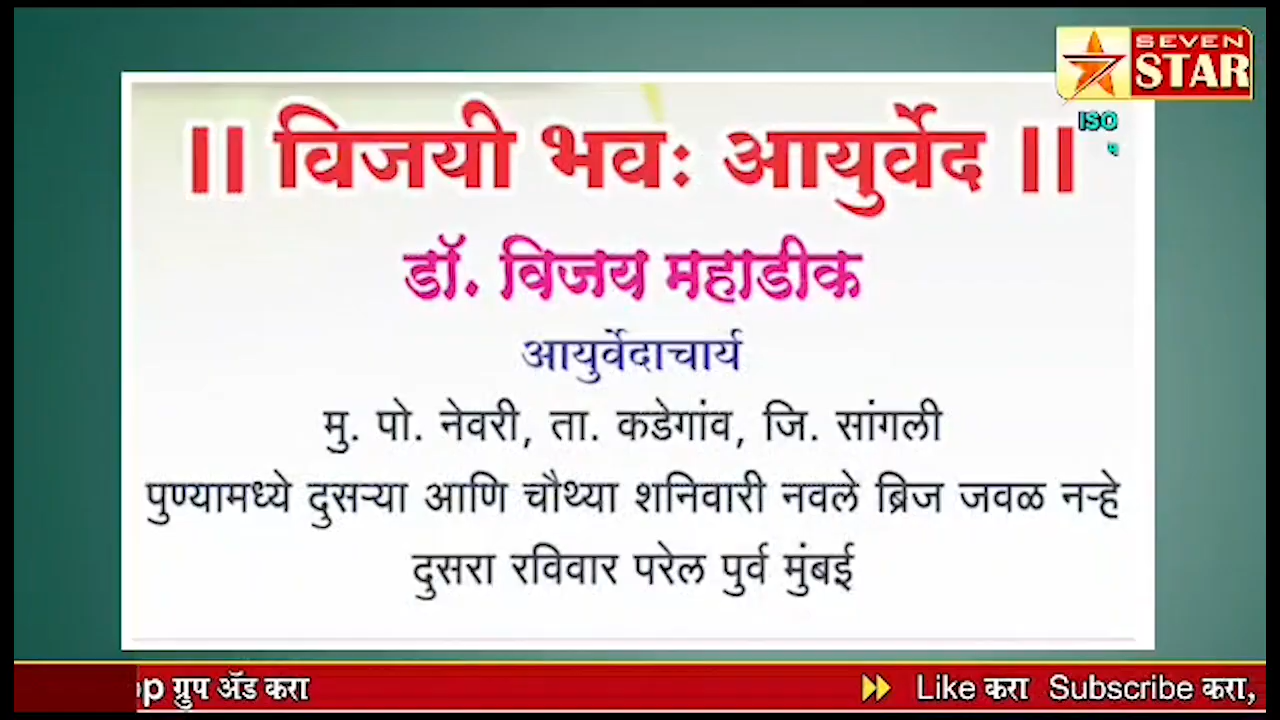 SEVEN
STAR
ISO
।। विजयी भवः आयुर्वेद ।।
डॉ. विजय महाडीक
आयुर्वेदाचार्य
मु. पो. नेवरी, ता. कडेगांव, जि. सांगली
पुण्यामध्ये दुसऱ्या आणि चौथ्या शनिवारी नवले ब्रिज जवळ नऱ्हे
दुसरा रविवार परेल पुर्व मुंबई
ग्रुप ॲड करा Like करा Subscribe करा,